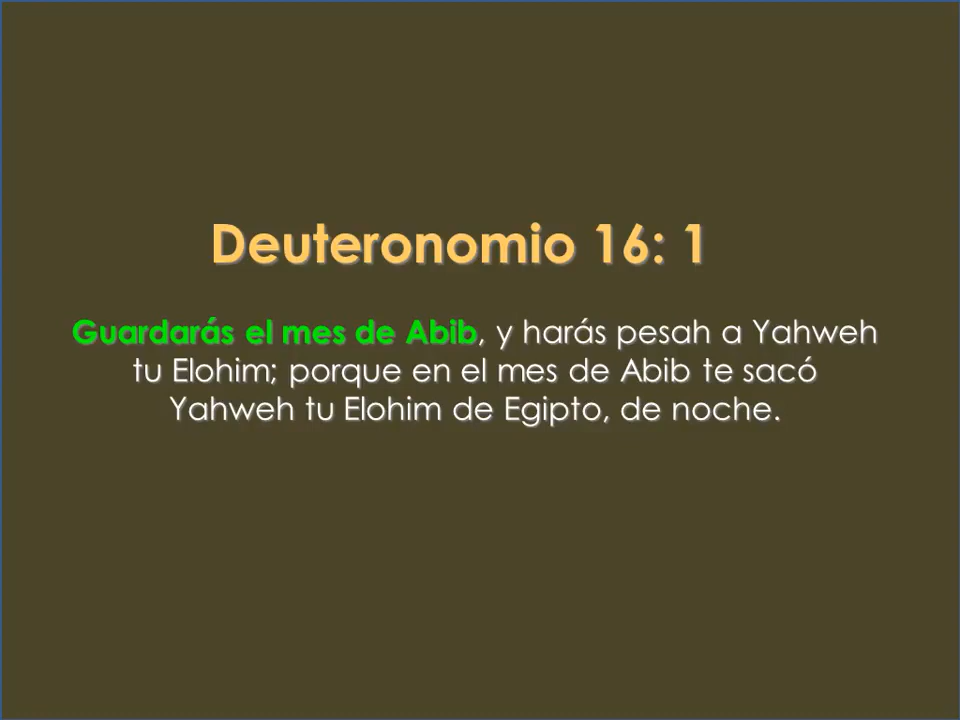 Deuteronomio 16: 1
Guardarás el mes de Abib, y harás pesah a Yahweh
tu Elohim; porque en el mes de Abib te sacó
Yahweh tu Elohim de Egipto, de noche.